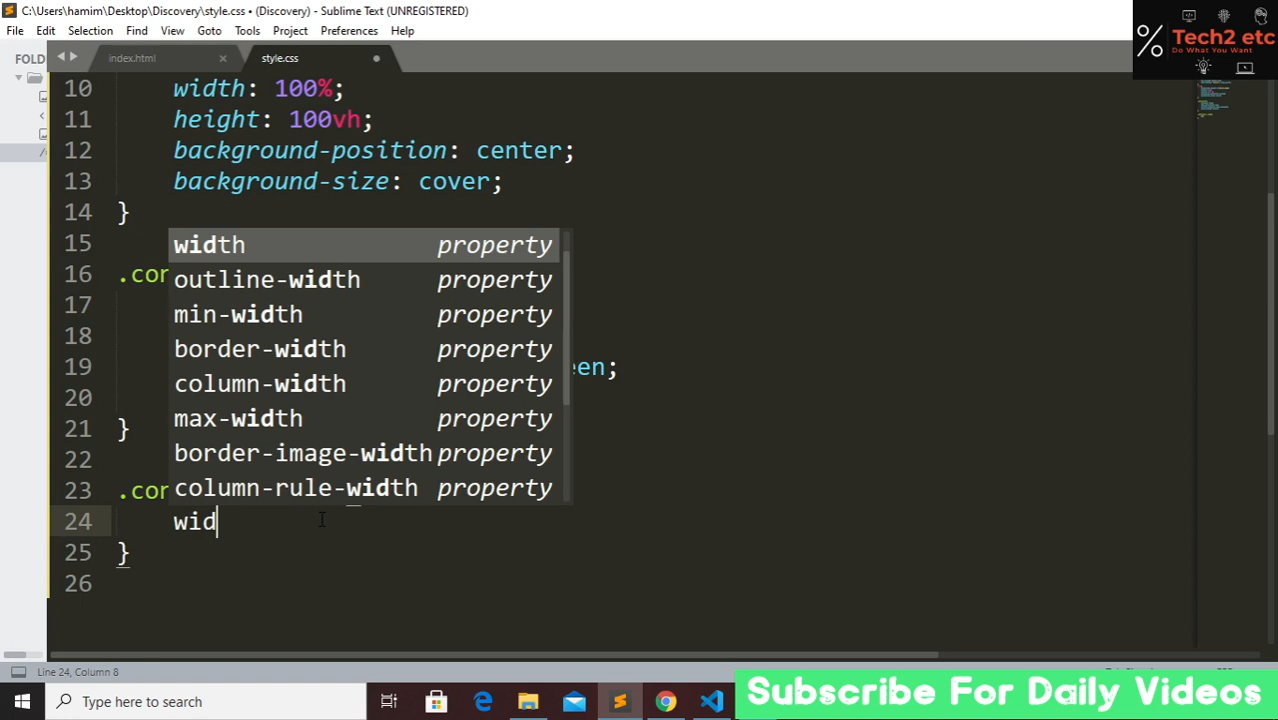 C:\Users\hamim\Desktop\Discovery\style.css • (Discovery) - Sublime Text (UNREGISTERED)
File Edit Selection Find View Goto Tools Project Preferences Help
% Tech2 etc
Do What You Want
FOLD
index.html
style.css
10 width: 100%;
11 height: 100vh;
12 background-position: center;
13 background-size: cover;
14 }
15 width property
outline-width property
16 .con
17 min-width property
18 border-width property
19 een;
column-width property
20 max-width property
21 }
22 border-image-width property
23 .con
column-rule-width property
24 wid
25 }
26
Line 24, Column 8
Type here to search
Subscribe For Daily Videos